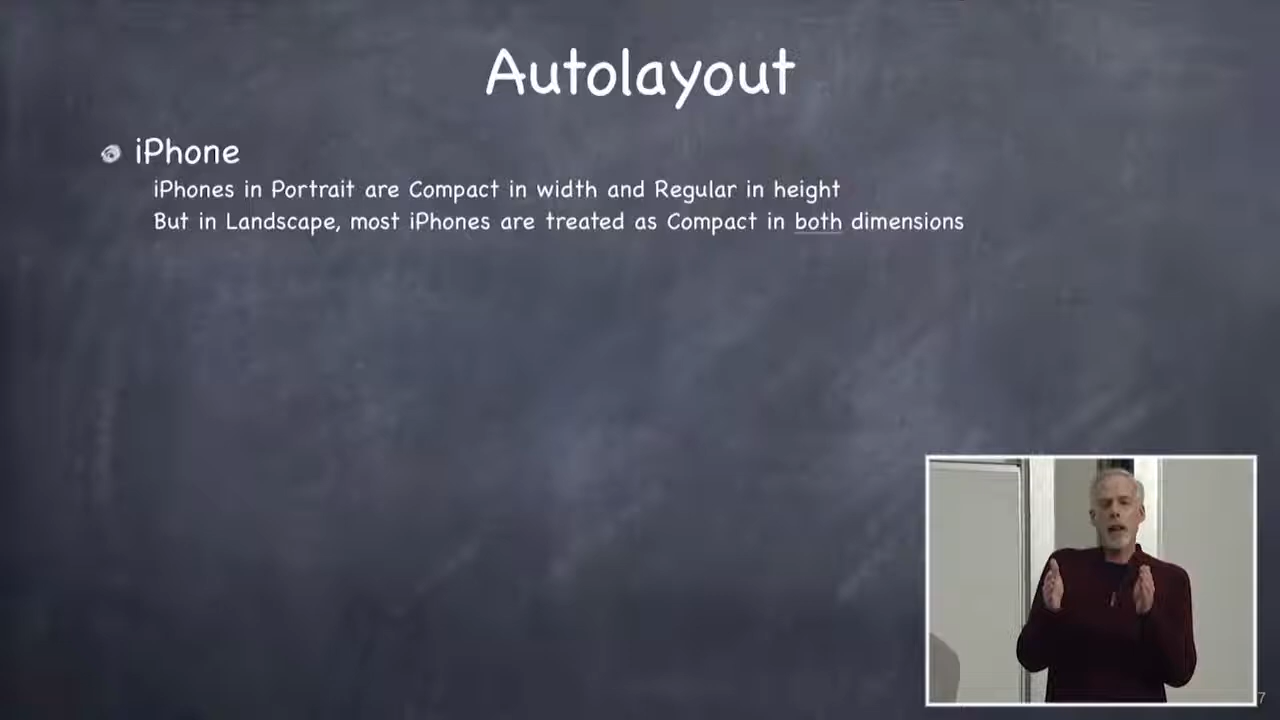 Autolayout
iPhone
iPhones in Portrait are Compact in width and Regular in height
But in Landscape, most iPhones are treated as Compact in both dimensions
7